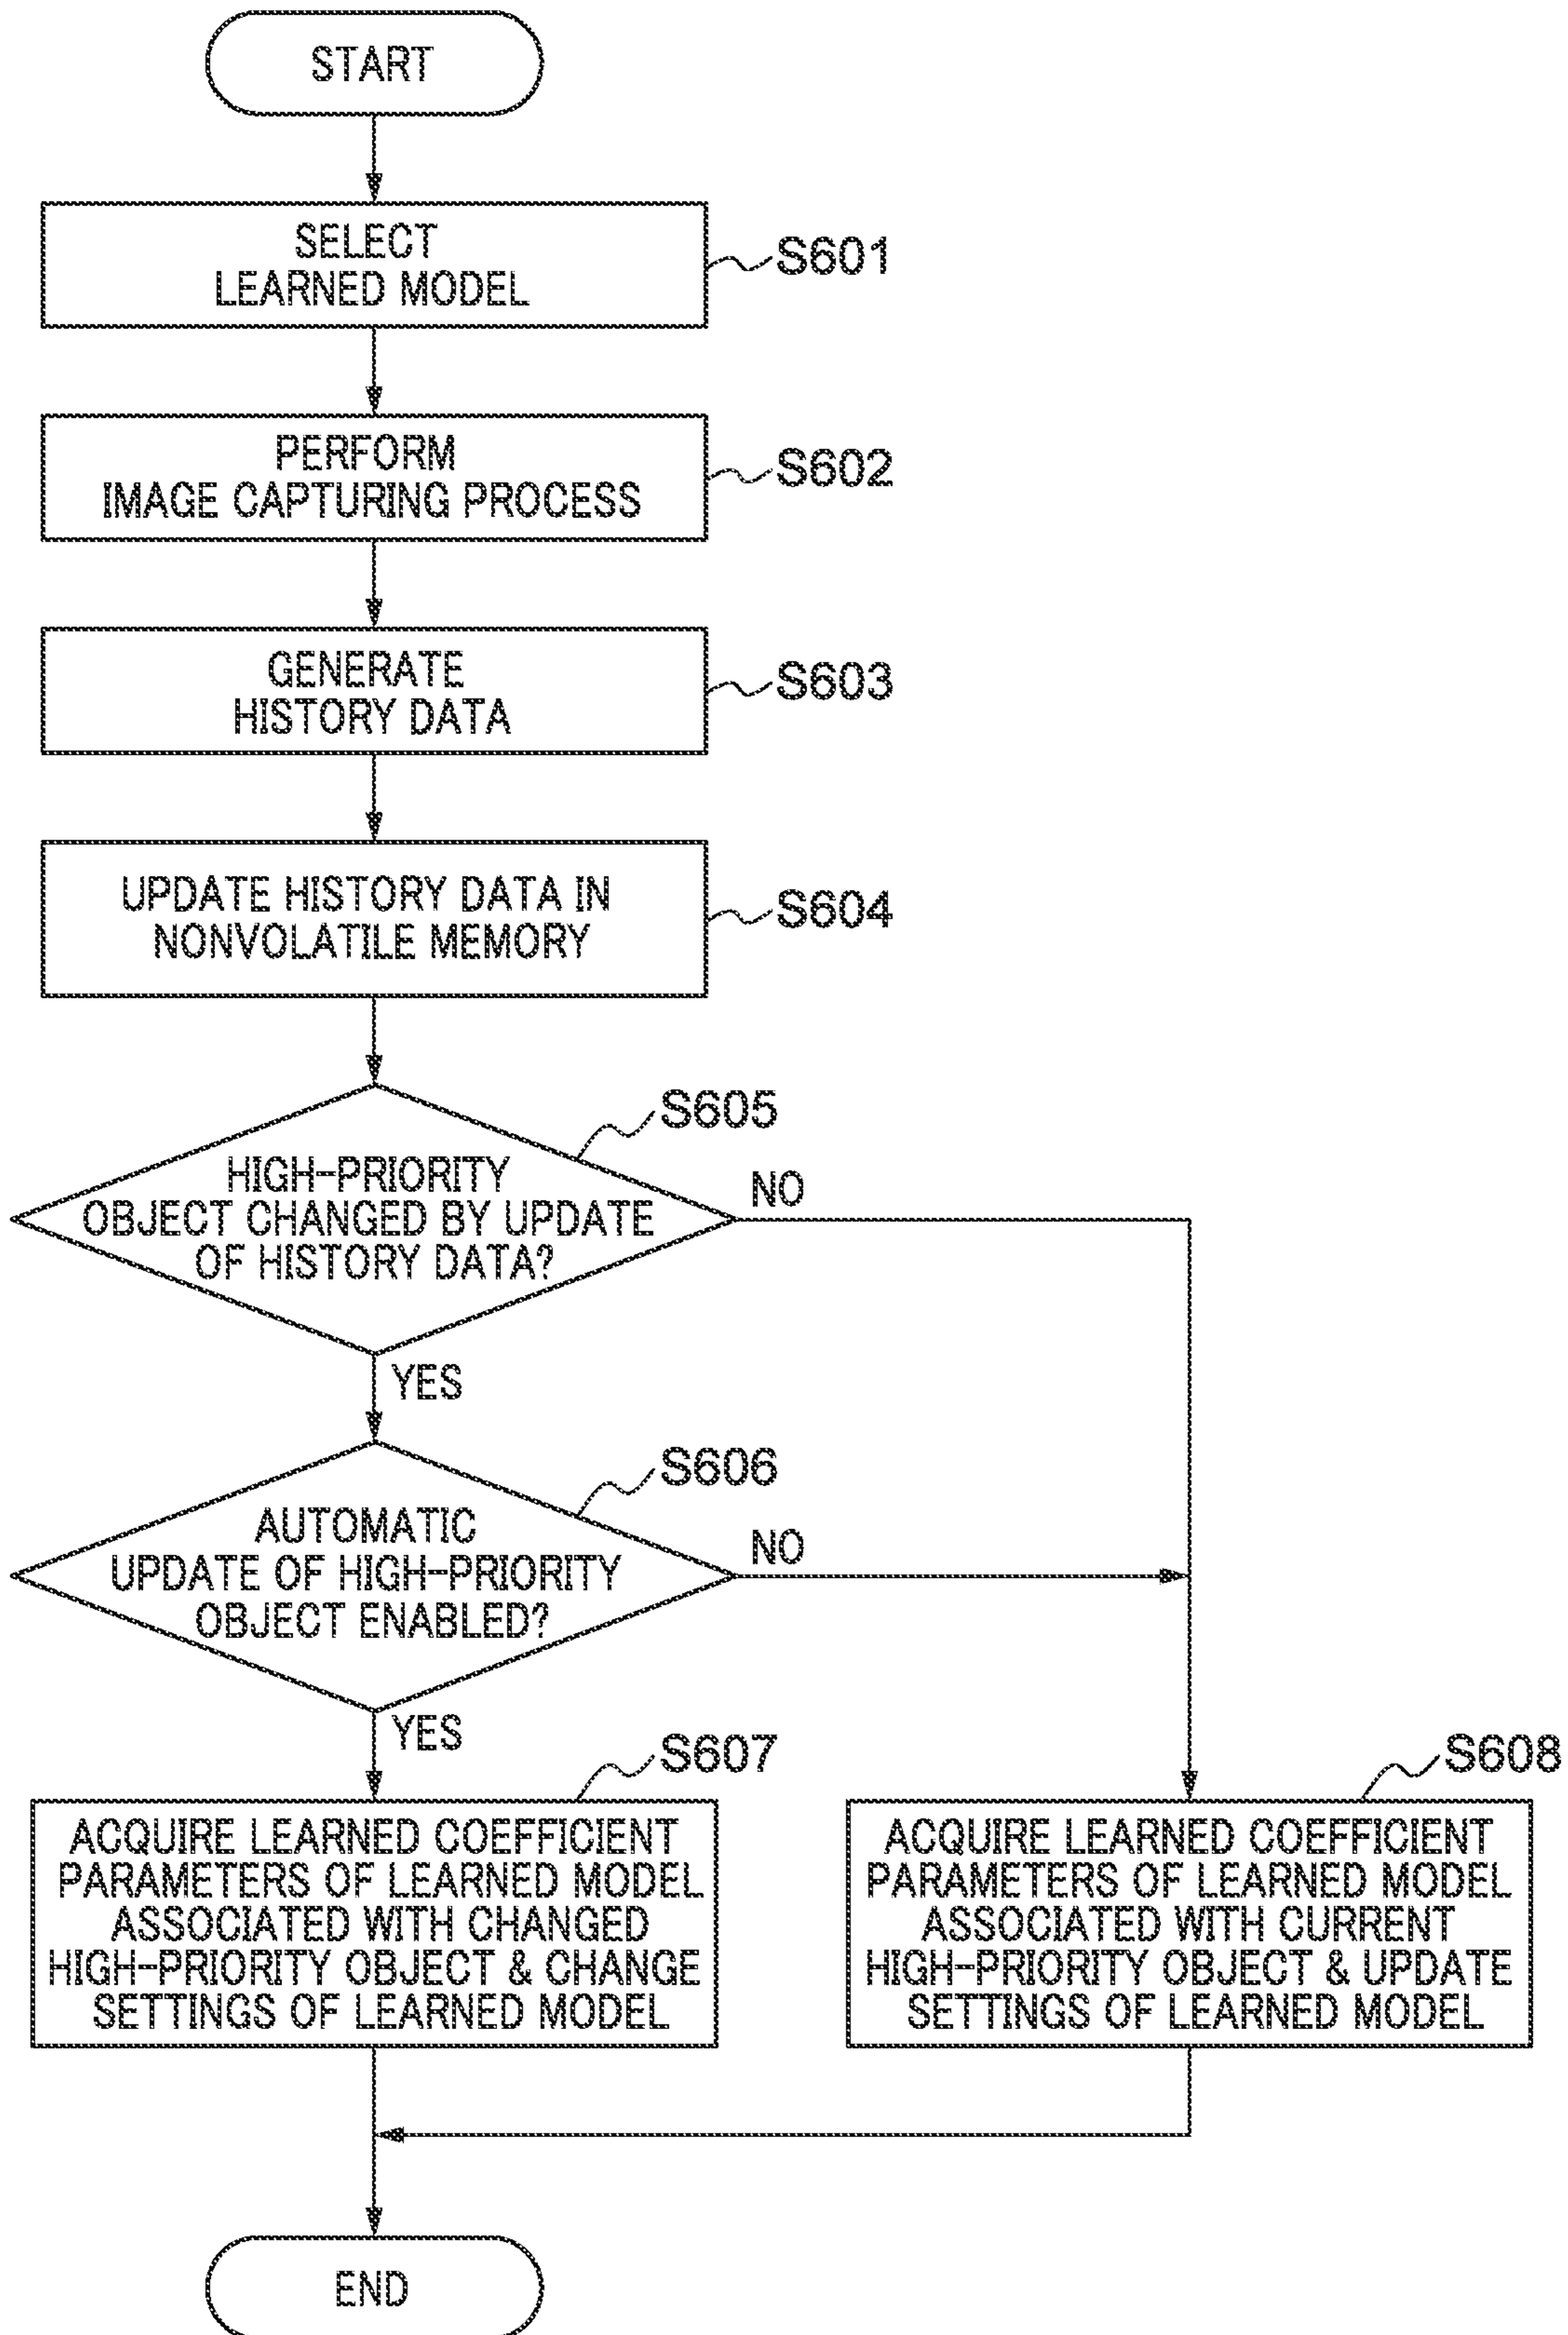 START
SELECT
LEARNED MODEL
S601
PERFORM
IMAGE CAPTURING PROCESS
S602
GENERATE
HISTORY DATA
S603
UPDATE HISTORY DATA IN
NONVOLATILE MEMORY
S604
S605
HIGH-PRIORITY
OBJECT CHANGED BY UPDATE
OF HISTORY DATA?
NO
YES
S606
AUTOMATIC
UPDATE OF HIGH-PRIORITY
OBJECT ENABLED?
NO
YES
S607
ACQUIRE LEARNED COEFFICIENT
PARAMETERS OF LEARNED MODEL
ASSOCIATED WITH CHANGED
HIGH-PRIORITY OBJECT & CHANGE
SETTINGS OF LEARNED MODEL
S608
ACQUIRE LEARNED COEFFICIENT
PARAMETERS OF LEARNED MODEL
ASSOCIATED WITH CURRENT
HIGH-PRIORITY OBJECT & UPDATE
SETTINGS OF LEARNED MODEL
END